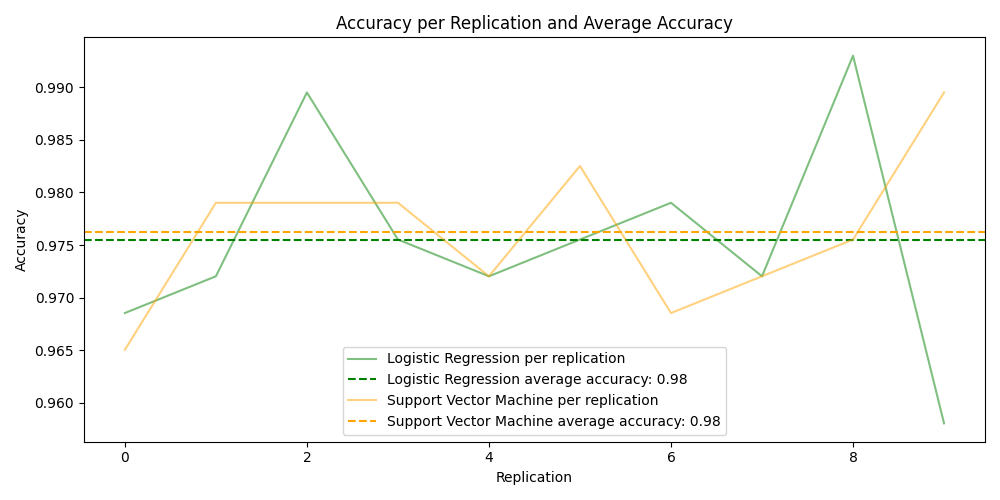 Accuracy per Replication and Average Accuracy
Accuracy
0.990
0.985
0.980
0.975
0.970
0.965
0.960
Logistic Regression per replication
Logistic Regression average accuracy: 0.98
Support Vector Machine per replication
Support Vector Machine average accuracy: 0.98
0 2 4 6 8
Replication